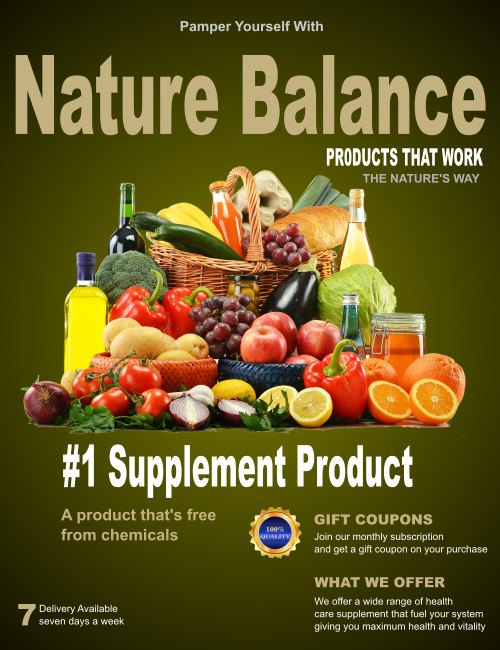 Pamper Yourself With
Nature Balance
PRODUCTS THAT WORK
THE NATURE'S WAY
#1 Supplement Product
A product that's free
from chemicals
100%
QUALITY
GIFT COUPONS
Join our monthly subscription
and get a gift coupon on your purchase
WHAT WE OFFER
We offer a wide range of health
care supplement that fuel your system
giving you maximum health and vitality
7 Delivery Available
seven days a week